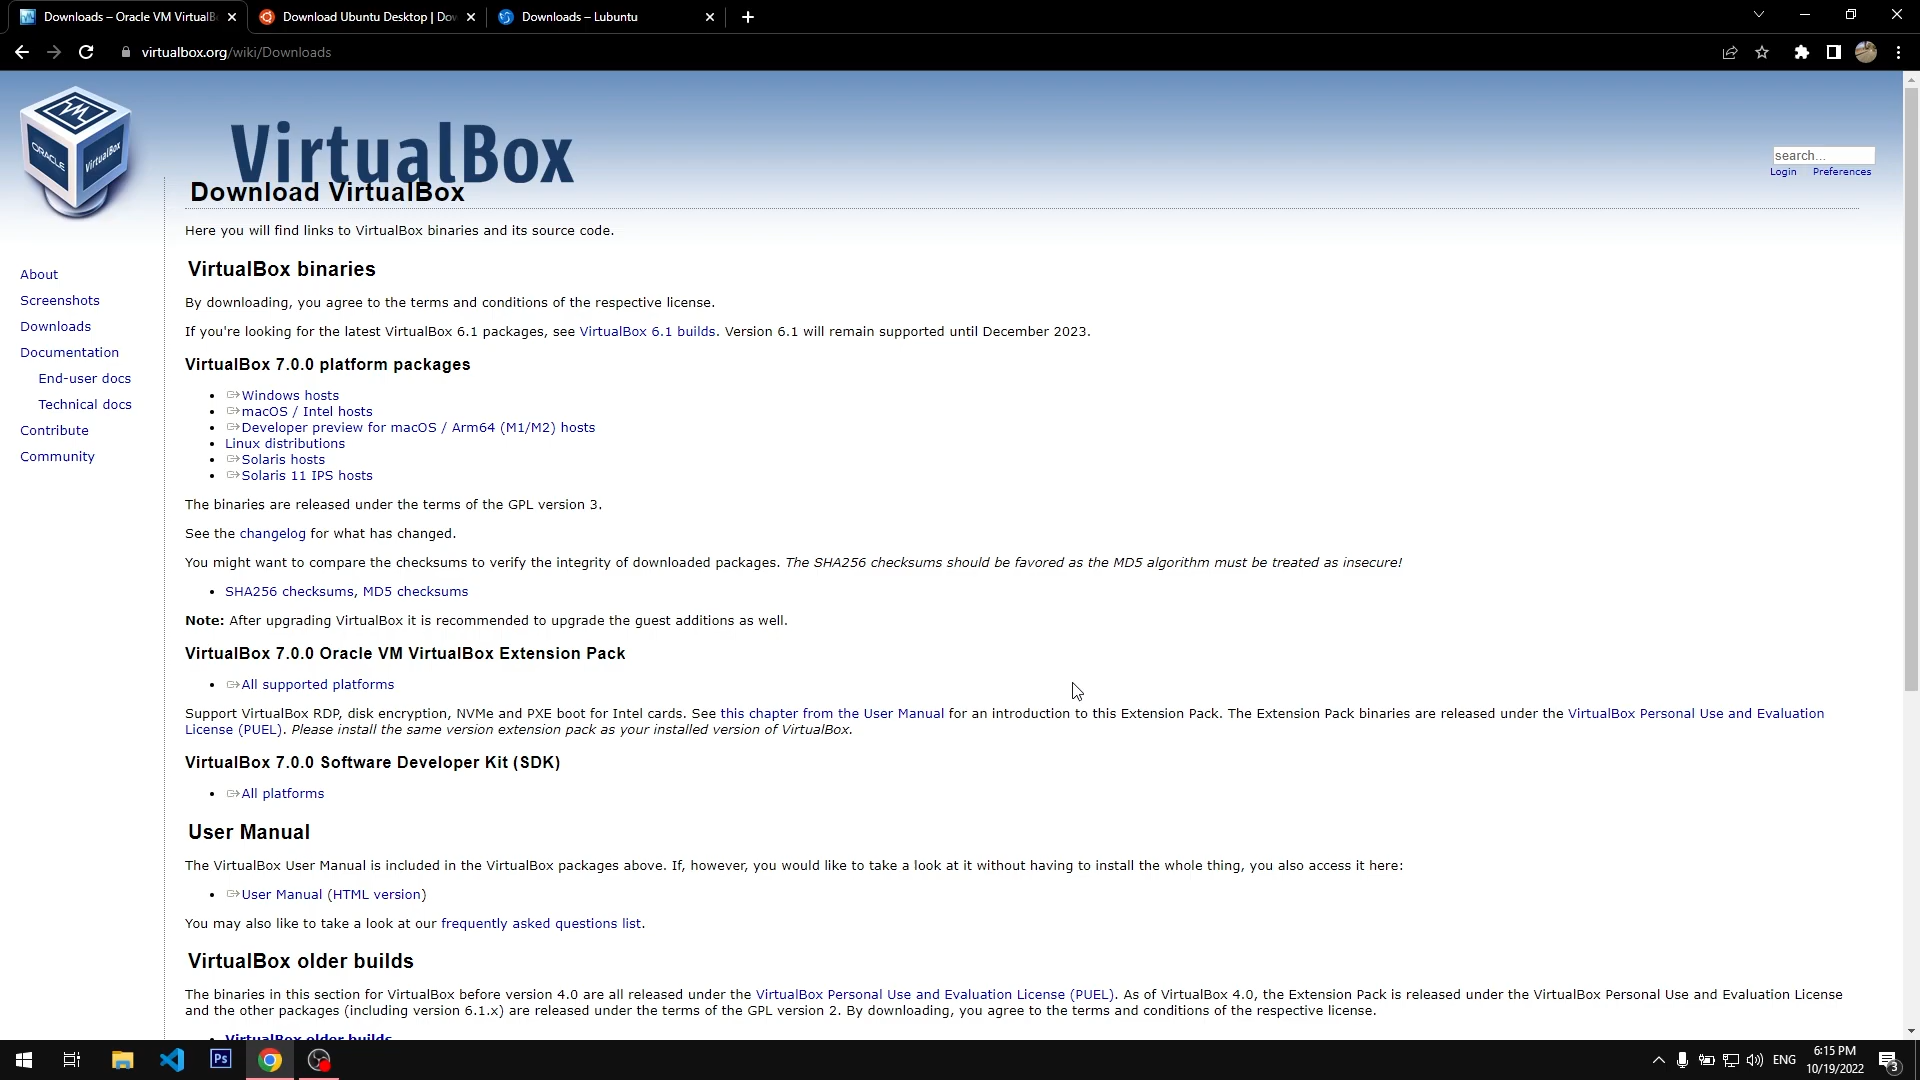 Downloads – Oracle VM VirtualB
Download Ubuntu Desktop | Dow
Downloads – Lubuntu
virtualbox.org/wiki/Downloads
ORACLE
VirtualBox
VirtualBox
search...
Login Preferences
About
Screenshots
Downloads
Documentation
End-user docs
Technical docs
Contribute
Community
Download VirtualBox
Here you will find links to VirtualBox binaries and its source code.
VirtualBox binaries
By downloading, you agree to the terms and conditions of the respective license.
If you're looking for the latest VirtualBox 6.1 packages, see VirtualBox 6.1 builds. Version 6.1 will remain supported until December 2023.
VirtualBox 7.0.0 platform packages
• Windows hosts
• macOS / Intel hosts
• Developer preview for macOS / Arm64 (M1/M2) hosts
• Linux distributions
• Solaris hosts
• Solaris 11 IPS hosts
The binaries are released under the terms of the GPL version 3.
See the changelog for what has changed.
You might want to compare the checksums to verify the integrity of downloaded packages. The SHA256 checksums should be favored as the MD5 algorithm must be treated as insecure!
• SHA256 checksums, MD5 checksums
Note: After upgrading VirtualBox it is recommended to upgrade the guest additions as well.
VirtualBox 7.0.0 Oracle VM VirtualBox Extension Pack
• All supported platforms
Support VirtualBox RDP, disk encryption, NVMe and PXE boot for Intel cards. See this chapter from the User Manual for an introduction to this Extension Pack. The Extension Pack binaries are released under the VirtualBox Personal Use and Evaluation
License (PUEL). Please install the same version extension pack as your installed version of VirtualBox.
VirtualBox 7.0.0 Software Developer Kit (SDK)
• All platforms
User Manual
The VirtualBox User Manual is included in the VirtualBox packages above. If, however, you would like to take a look at it without having to install the whole thing, you also access it here:
• User Manual (HTML version)
You may also like to take a look at our frequently asked questions list.
VirtualBox older builds
The binaries in this section for VirtualBox before version 4.0 are all released under the VirtualBox Personal Use and Evaluation License (PUEL). As of VirtualBox 4.0, the Extension Pack is released under the VirtualBox Personal Use and Evaluation License
and the other packages (including version 6.1.x) are released under the terms of the GPL version 2. By downloading, you agree to the terms and conditions of the respective license.
• VirtualBox older builds
Ps
ENG
6:15 PM
10/19/2022
3